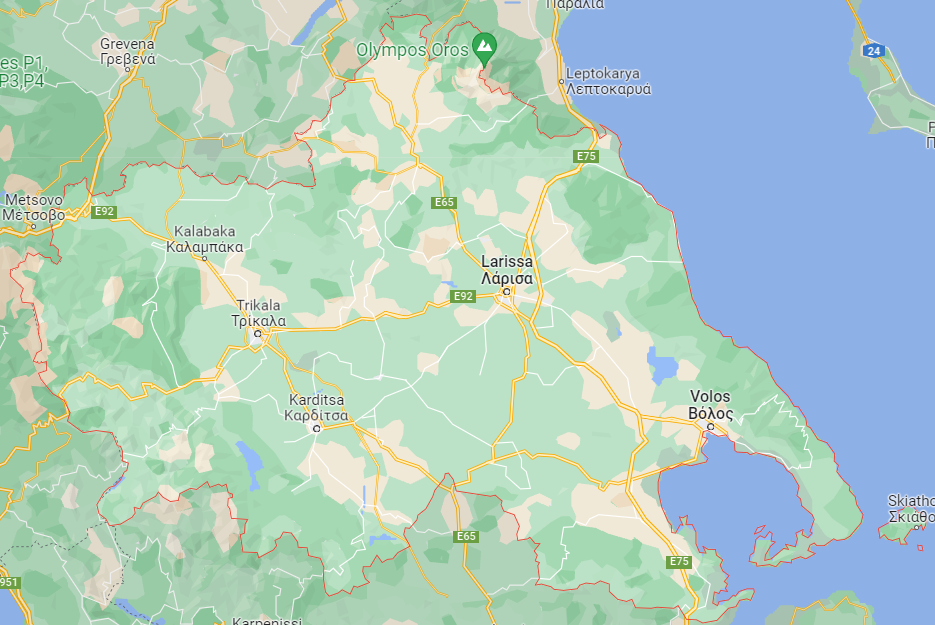 Παραλία
Grevena
Γρεβενά
Olympos Oros
24
es P1,
P3,P4
Leptokarya
Λεπτοκαρυά
E75
Metsovo
Μέτσοβο
E92
E65
Kalabaka
Καλαμπάκα
Larissa
Λάρισα
E92
Trikala
Τρίκαλα
Karditsa
Καρδίτσα
Volos
Βόλος
Skiatho
Σκιάθο
E65
E75
951
Karpenissi